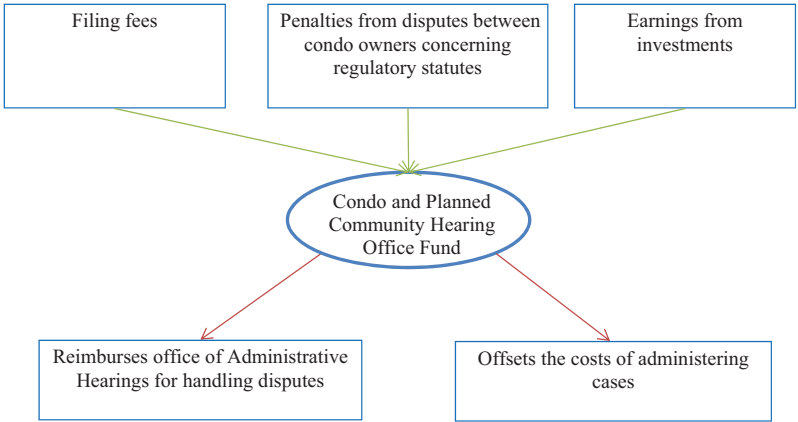 Filing fees
Penalties from disputes between
condo owners concerning
regulatory statutes
Earnings from
investments
Condo and Planned
Community Hearing
Office Fund
Reimburses office of Administrative
Hearings for handling disputes
Offsets the costs of administering
cases